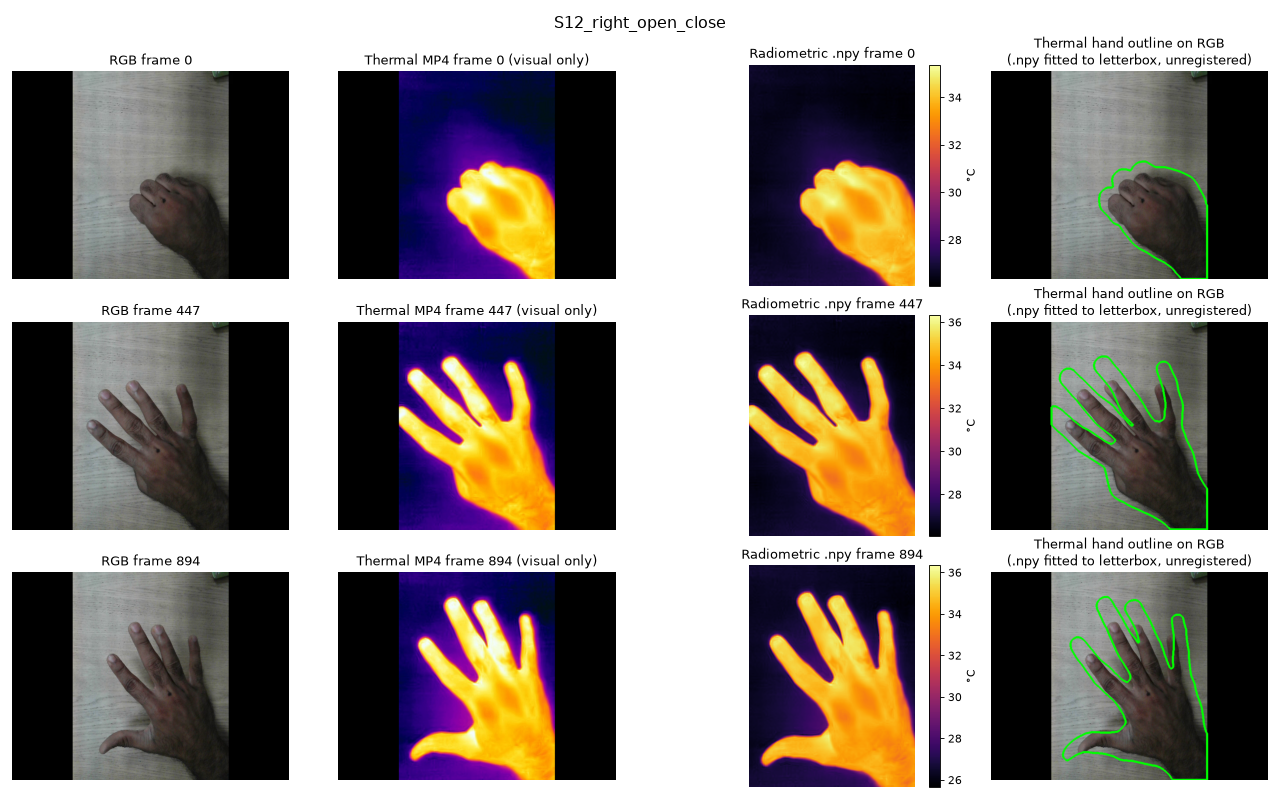 S12_right_open_close
RGB frame 0
Thermal MP4 frame 0 (visual only)
Radiometric .npy frame 0
Thermal hand outline on RGB
(.npy fitted to letterbox, unregistered)
34
32
30
28
°C
RGB frame 447
Thermal MP4 frame 447 (visual only)
Radiometric .npy frame 447
Thermal hand outline on RGB
(.npy fitted to letterbox, unregistered)
36
34
32
30
28
°C
RGB frame 894
Thermal MP4 frame 894 (visual only)
Radiometric .npy frame 894
Thermal hand outline on RGB
(.npy fitted to letterbox, unregistered)
36
34
32
30
28
26
°C